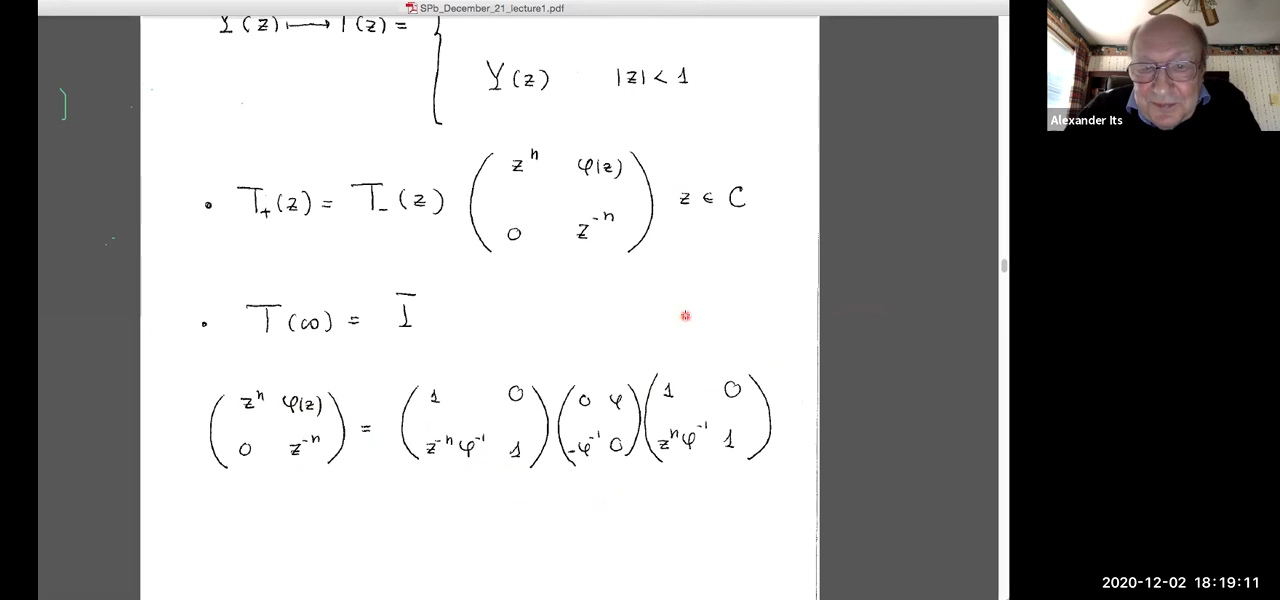 SPb_December_21_lecture1.pdf
Y(z) ⟼ T(z) = {
Y(z) |z| < 1
Alexander Its
• T₊(z) = T₋(z) ( zⁿ φ(z) ; 0 z⁻ⁿ ) z ∈ C
• T(∞) = I
( zⁿ φ(z) ; 0 z⁻ⁿ ) = ( 1 0 ; z⁻ⁿφ⁻¹ 1 ) ( 0 φ ; -φ⁻¹ 0 ) ( 1 0 ; zⁿφ⁻¹ 1 )
2020-12-02 18:19:11